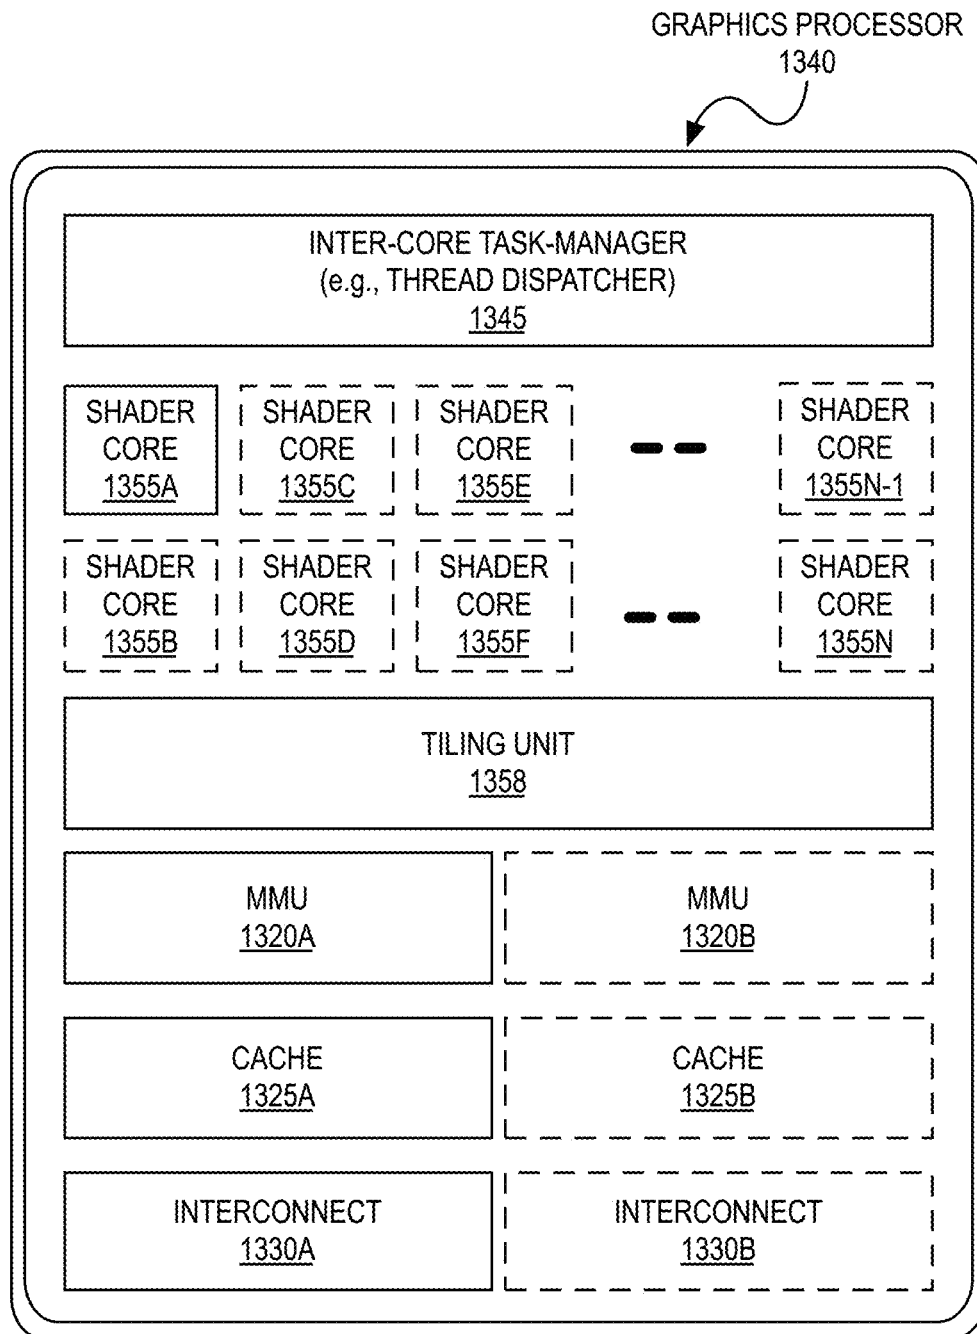 GRAPHICS PROCESSOR
1340
INTER-CORE TASK-MANAGER
(e.g., THREAD DISPATCHER)
1345
SHADER
CORE
1355A
SHADER
CORE
1355C
SHADER
CORE
1355E
SHADER
CORE
1355N-1
SHADER
CORE
1355B
SHADER
CORE
1355D
SHADER
CORE
1355F
SHADER
CORE
1355N
TILING UNIT
1358
MMU
1320A
MMU
1320B
CACHE
1325A
CACHE
1325B
INTERCONNECT
1330A
INTERCONNECT
1330B